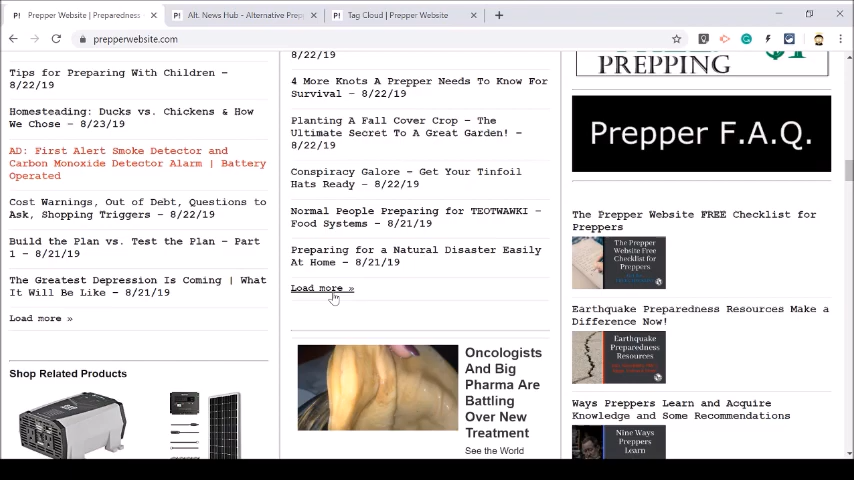 Prepper Website | Preparedness
Alt. News Hub - Alternative Prep
Tag Cloud | Prepper Website
prepperwebsite.com
Tips for Preparing With Children –
8/22/19
Homesteading: Ducks vs. Chickens & How
We Chose – 8/23/19
AD: First Alert Smoke Detector and
Carbon Monoxide Detector Alarm | Battery
Operated
Cost Warnings, Out of Debt, Questions to
Ask, Shopping Triggers – 8/22/19
Build the Plan vs. Test the Plan – Part
1 – 8/21/19
The Greatest Depression Is Coming | What
It Will Be Like – 8/21/19
Load more »
Shop Related Products
8/22/19
4 More Knots A Prepper Needs To Know For
Survival – 8/22/19
Planting A Fall Cover Crop – The
Ultimate Secret To A Great Garden! –
8/22/19
Conspiracy Galore – Get Your Tinfoil
Hats Ready – 8/22/19
Normal People Preparing for TEOTWAWKI –
Food Systems – 8/21/19
Preparing for a Natural Disaster Easily
At Home – 8/21/19
Load more »
Oncologists
And Big
Pharma Are
Battling
Over New
Treatment
See the World
PREPPING
Prepper F.A.Q.
The Prepper Website FREE Checklist for
Preppers
The Prepper
Website Free
Checklist for
Preppers
Earthquake Preparedness Resources Make a
Difference Now!
Earthquake
Preparedness
Resources
Ways Preppers Learn and Acquire
Knowledge and Some Recommendations
Nine Ways
Preppers
Learn